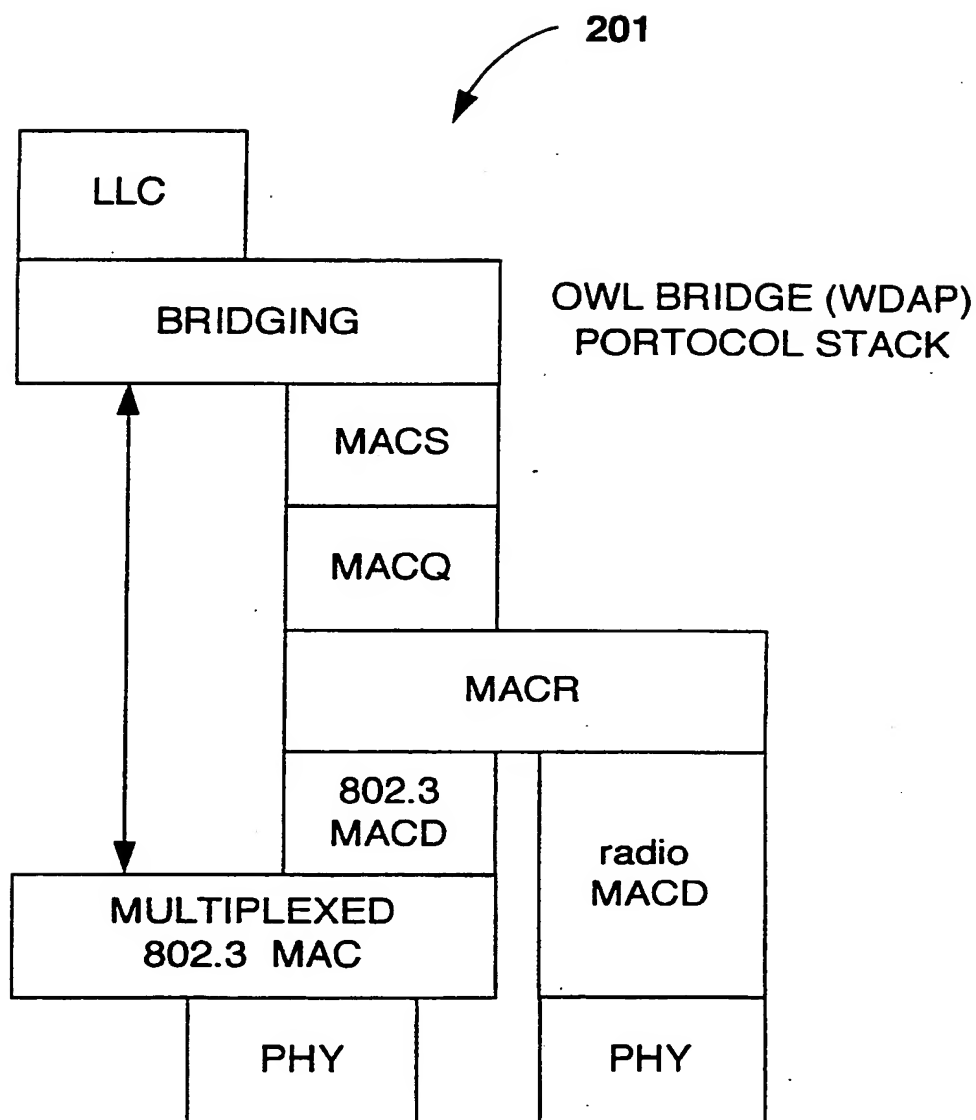 201
LLC
BRIDGING
OWL BRIDGE (WDAP)
PORTOCOL STACK
MACS
MACQ
MACR
802.3
MACD
radio
MACD
MULTIPLEXED
802.3 MAC
PHY
PHY